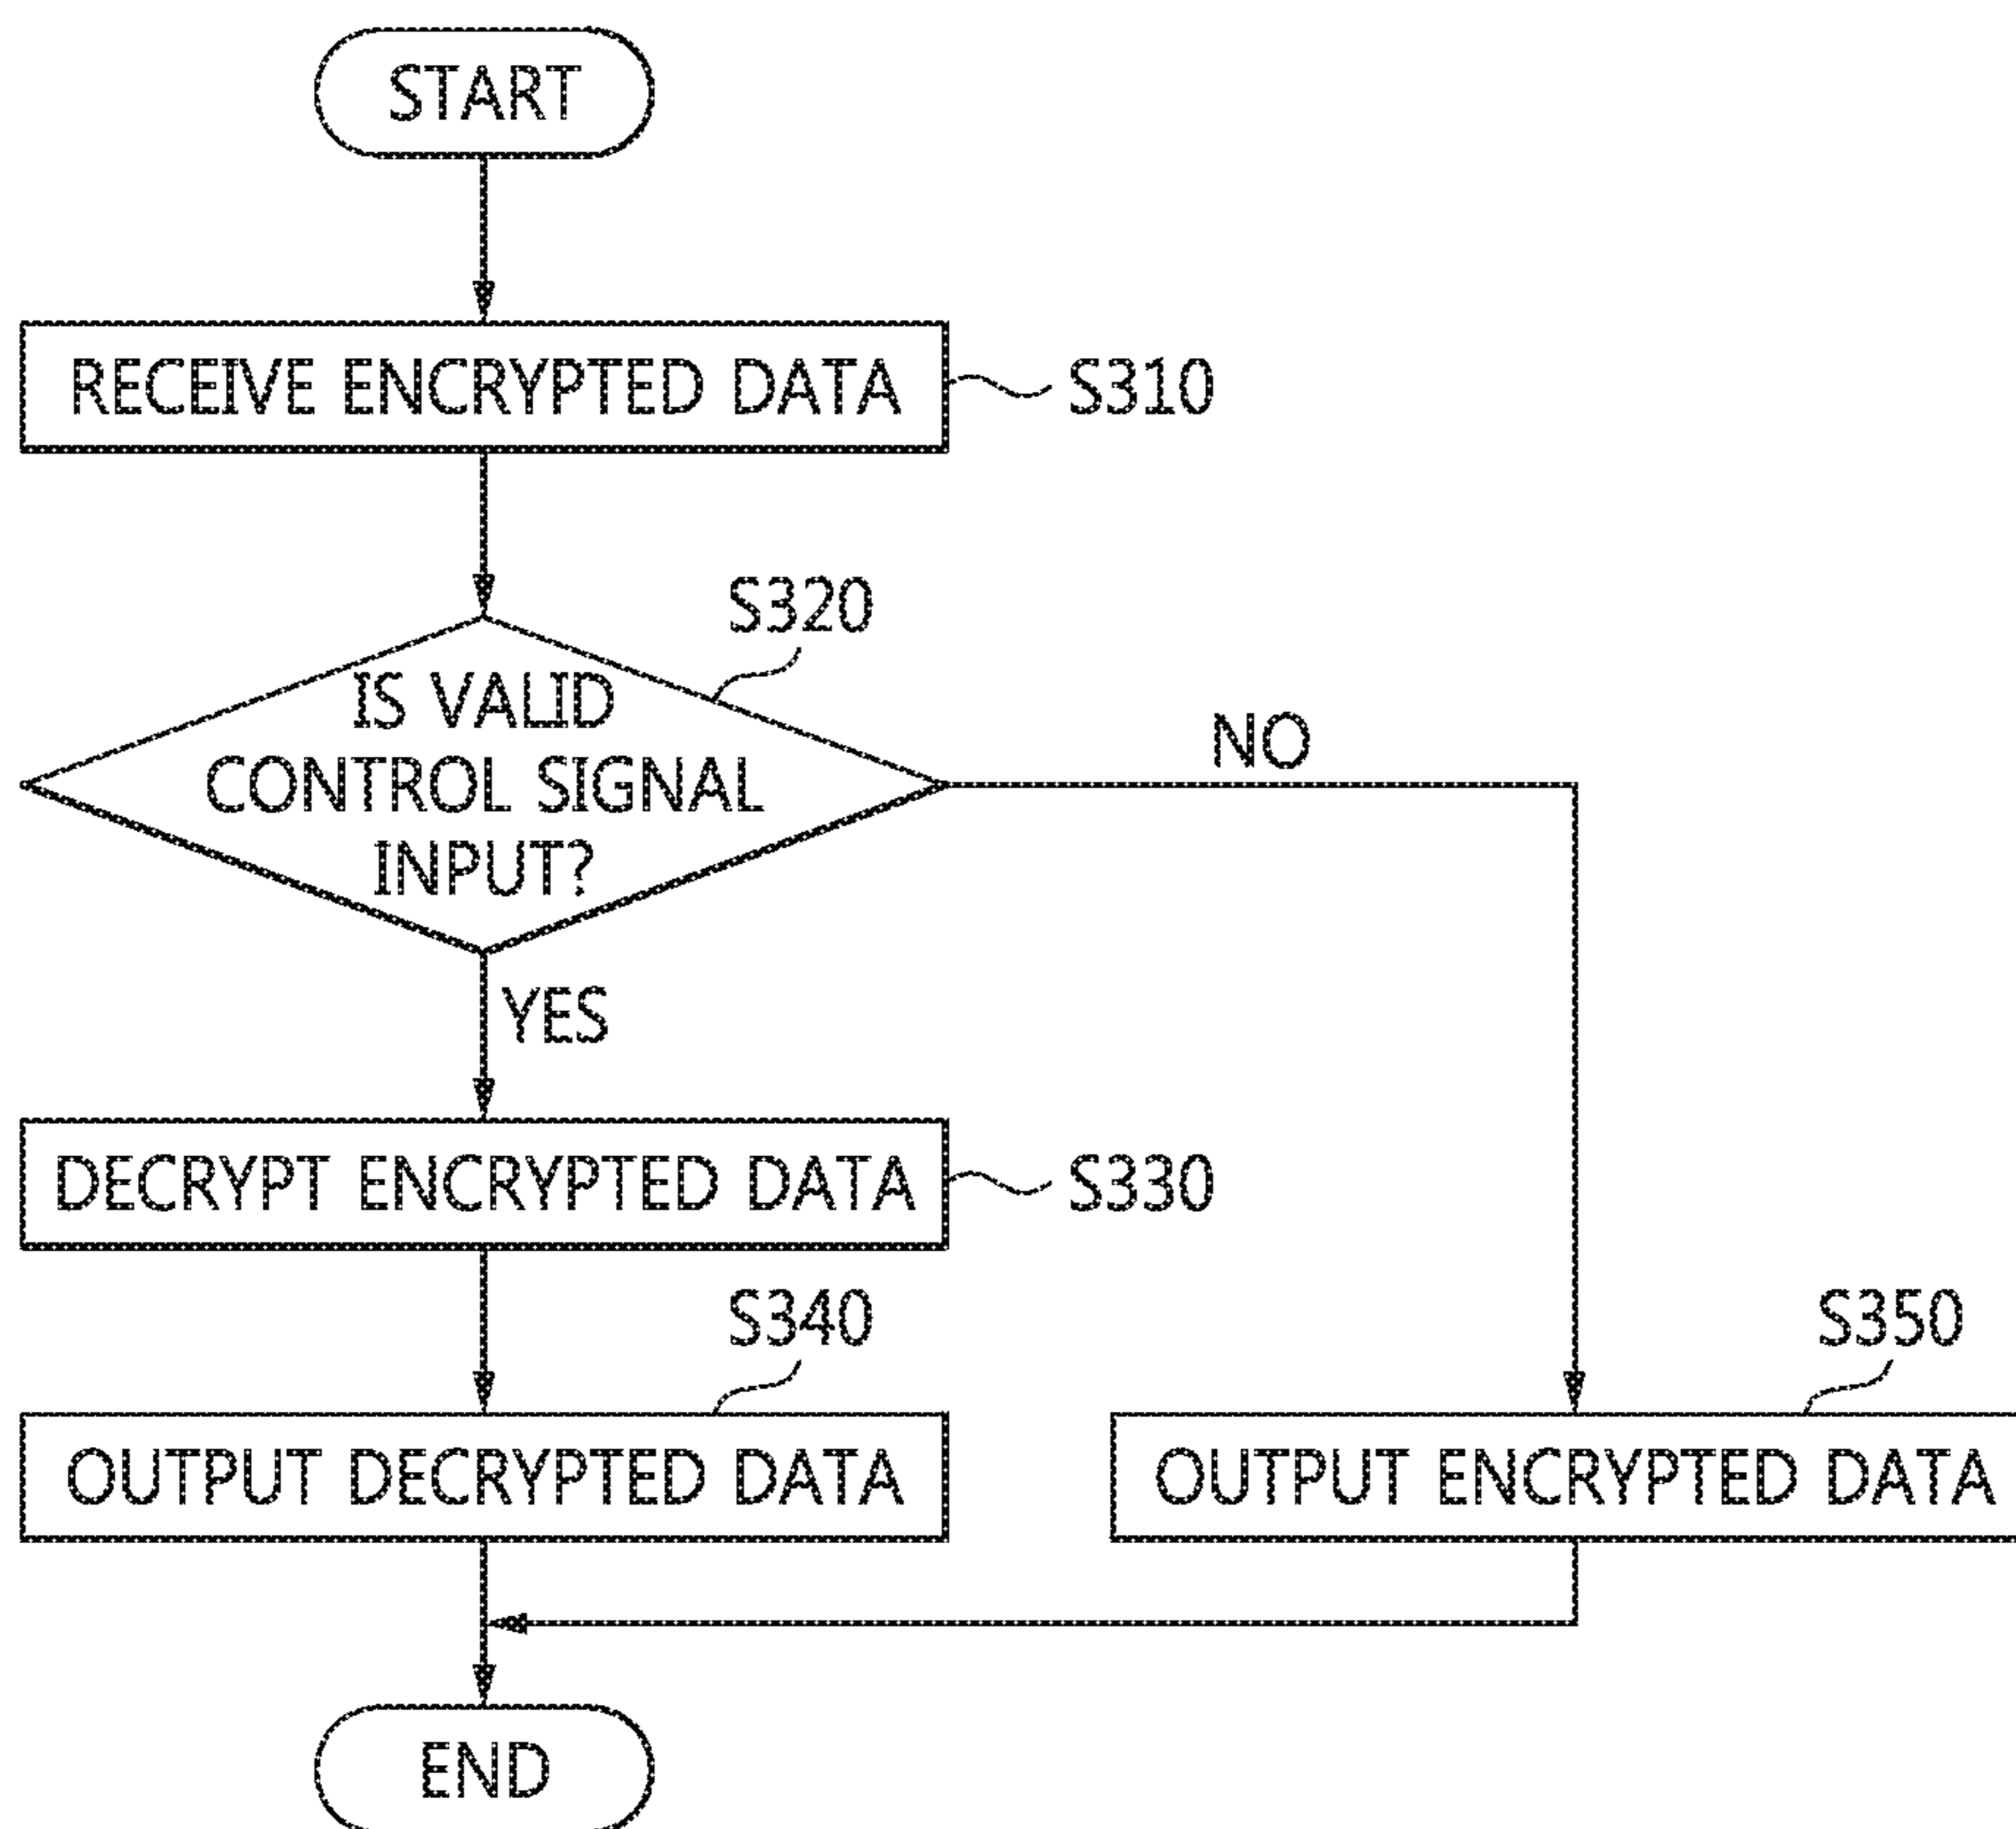 START
RECEIVE ENCRYPTED DATA
S310
S320
IS VALID
CONTROL SIGNAL
INPUT?
NO
YES
DECRYPT ENCRYPTED DATA
S330
S340
S350
OUTPUT DECRYPTED DATA
OUTPUT ENCRYPTED DATA
END